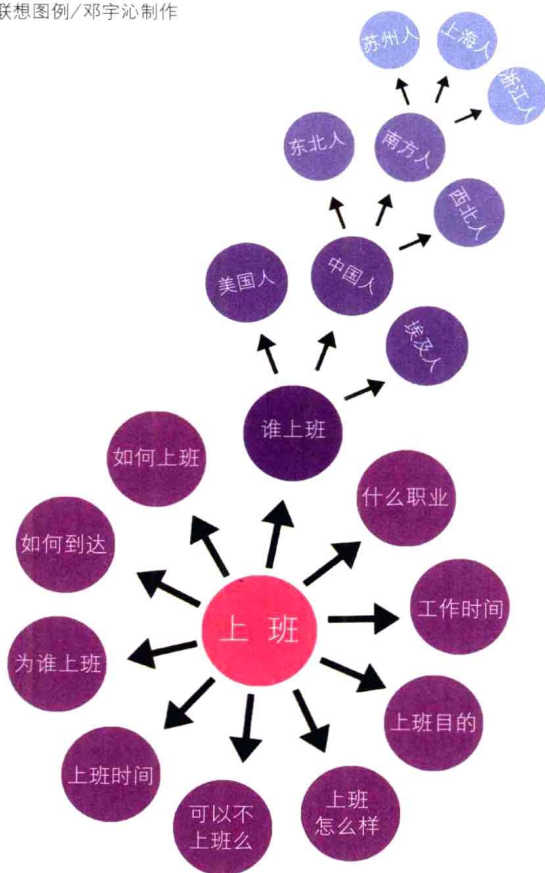 联想图例/邓宇沁制作
苏州人
上海人
浙江人
东北人
南方人
西北人
美国人
中国人
埃及人
谁上班
如何上班
什么职业
如何到达
工作时间
上 班
为谁上班
上班目的
上班时间
可以不
上班么
上班
怎么样